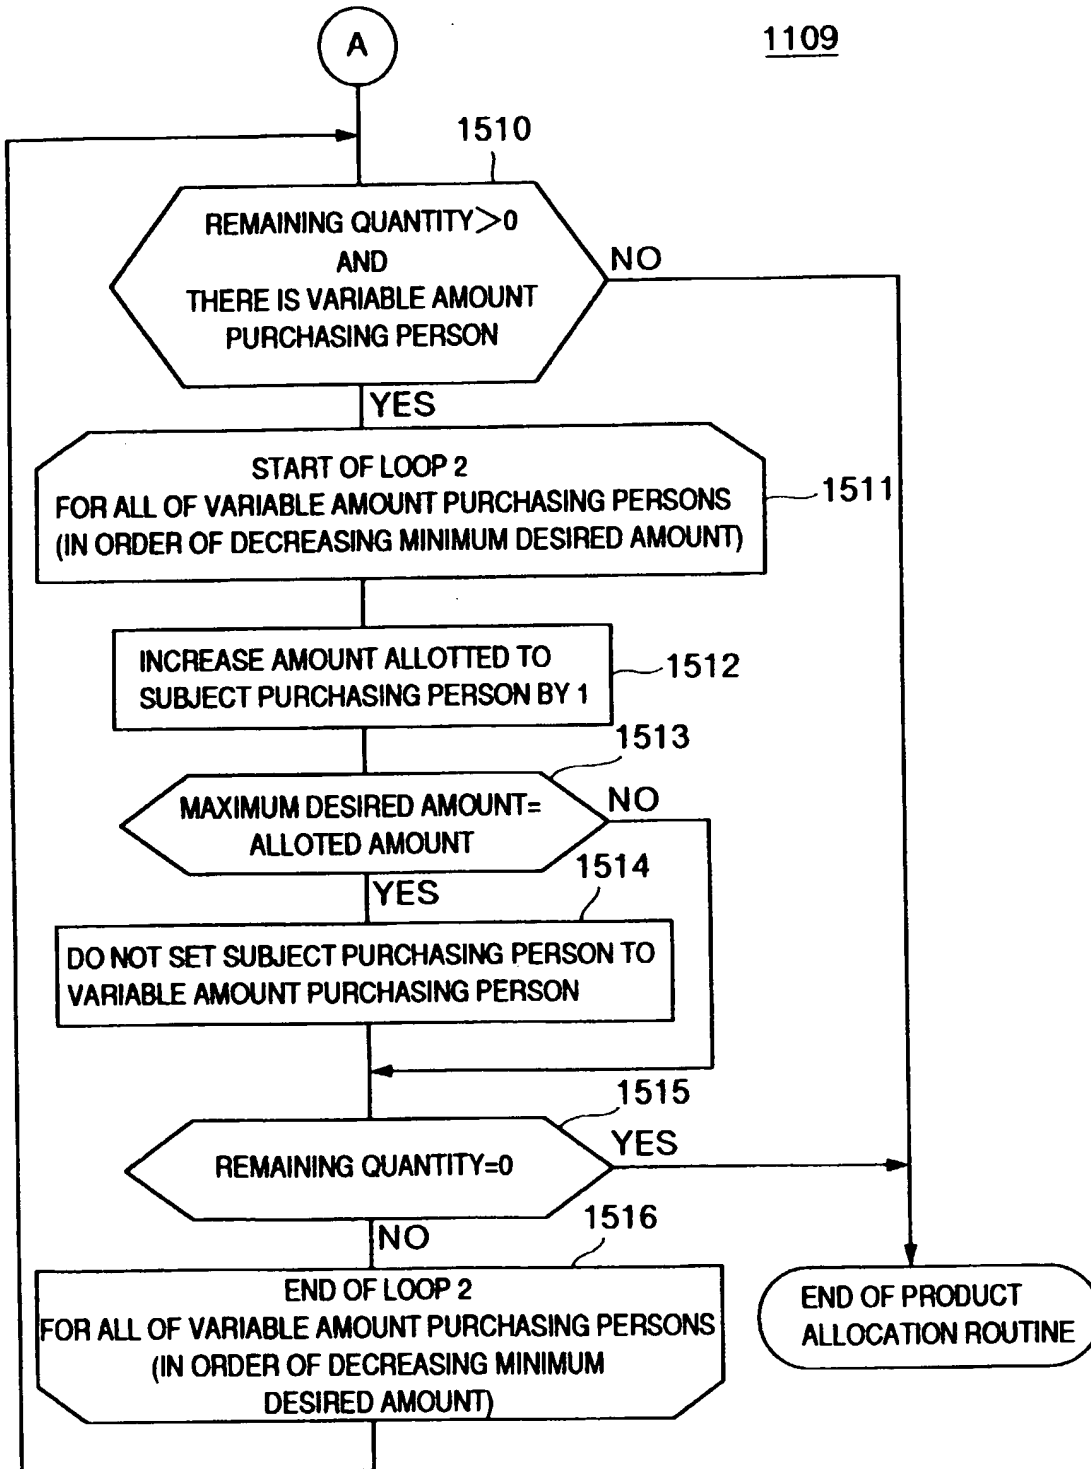 A
1109
1510
REMAINING QUANTITY>0
AND
THERE IS VARIABLE AMOUNT
PURCHASING PERSON
NO
YES
START OF LOOP 2
FOR ALL OF VARIABLE AMOUNT PURCHASING PERSONS
(IN ORDER OF DECREASING MINIMUM DESIRED AMOUNT)
1511
INCREASE AMOUNT ALLOTTED TO
SUBJECT PURCHASING PERSON BY 1
1512
1513
MAXIMUM DESIRED AMOUNT=
ALLOTED AMOUNT
NO
YES
1514
DO NOT SET SUBJECT PURCHASING PERSON TO
VARIABLE AMOUNT PURCHASING PERSON
1515
REMAINING QUANTITY=0
YES
NO
1516
END OF LOOP 2
FOR ALL OF VARIABLE AMOUNT PURCHASING PERSONS
(IN ORDER OF DECREASING MINIMUM
DESIRED AMOUNT)
END OF PRODUCT
ALLOCATION ROUTINE